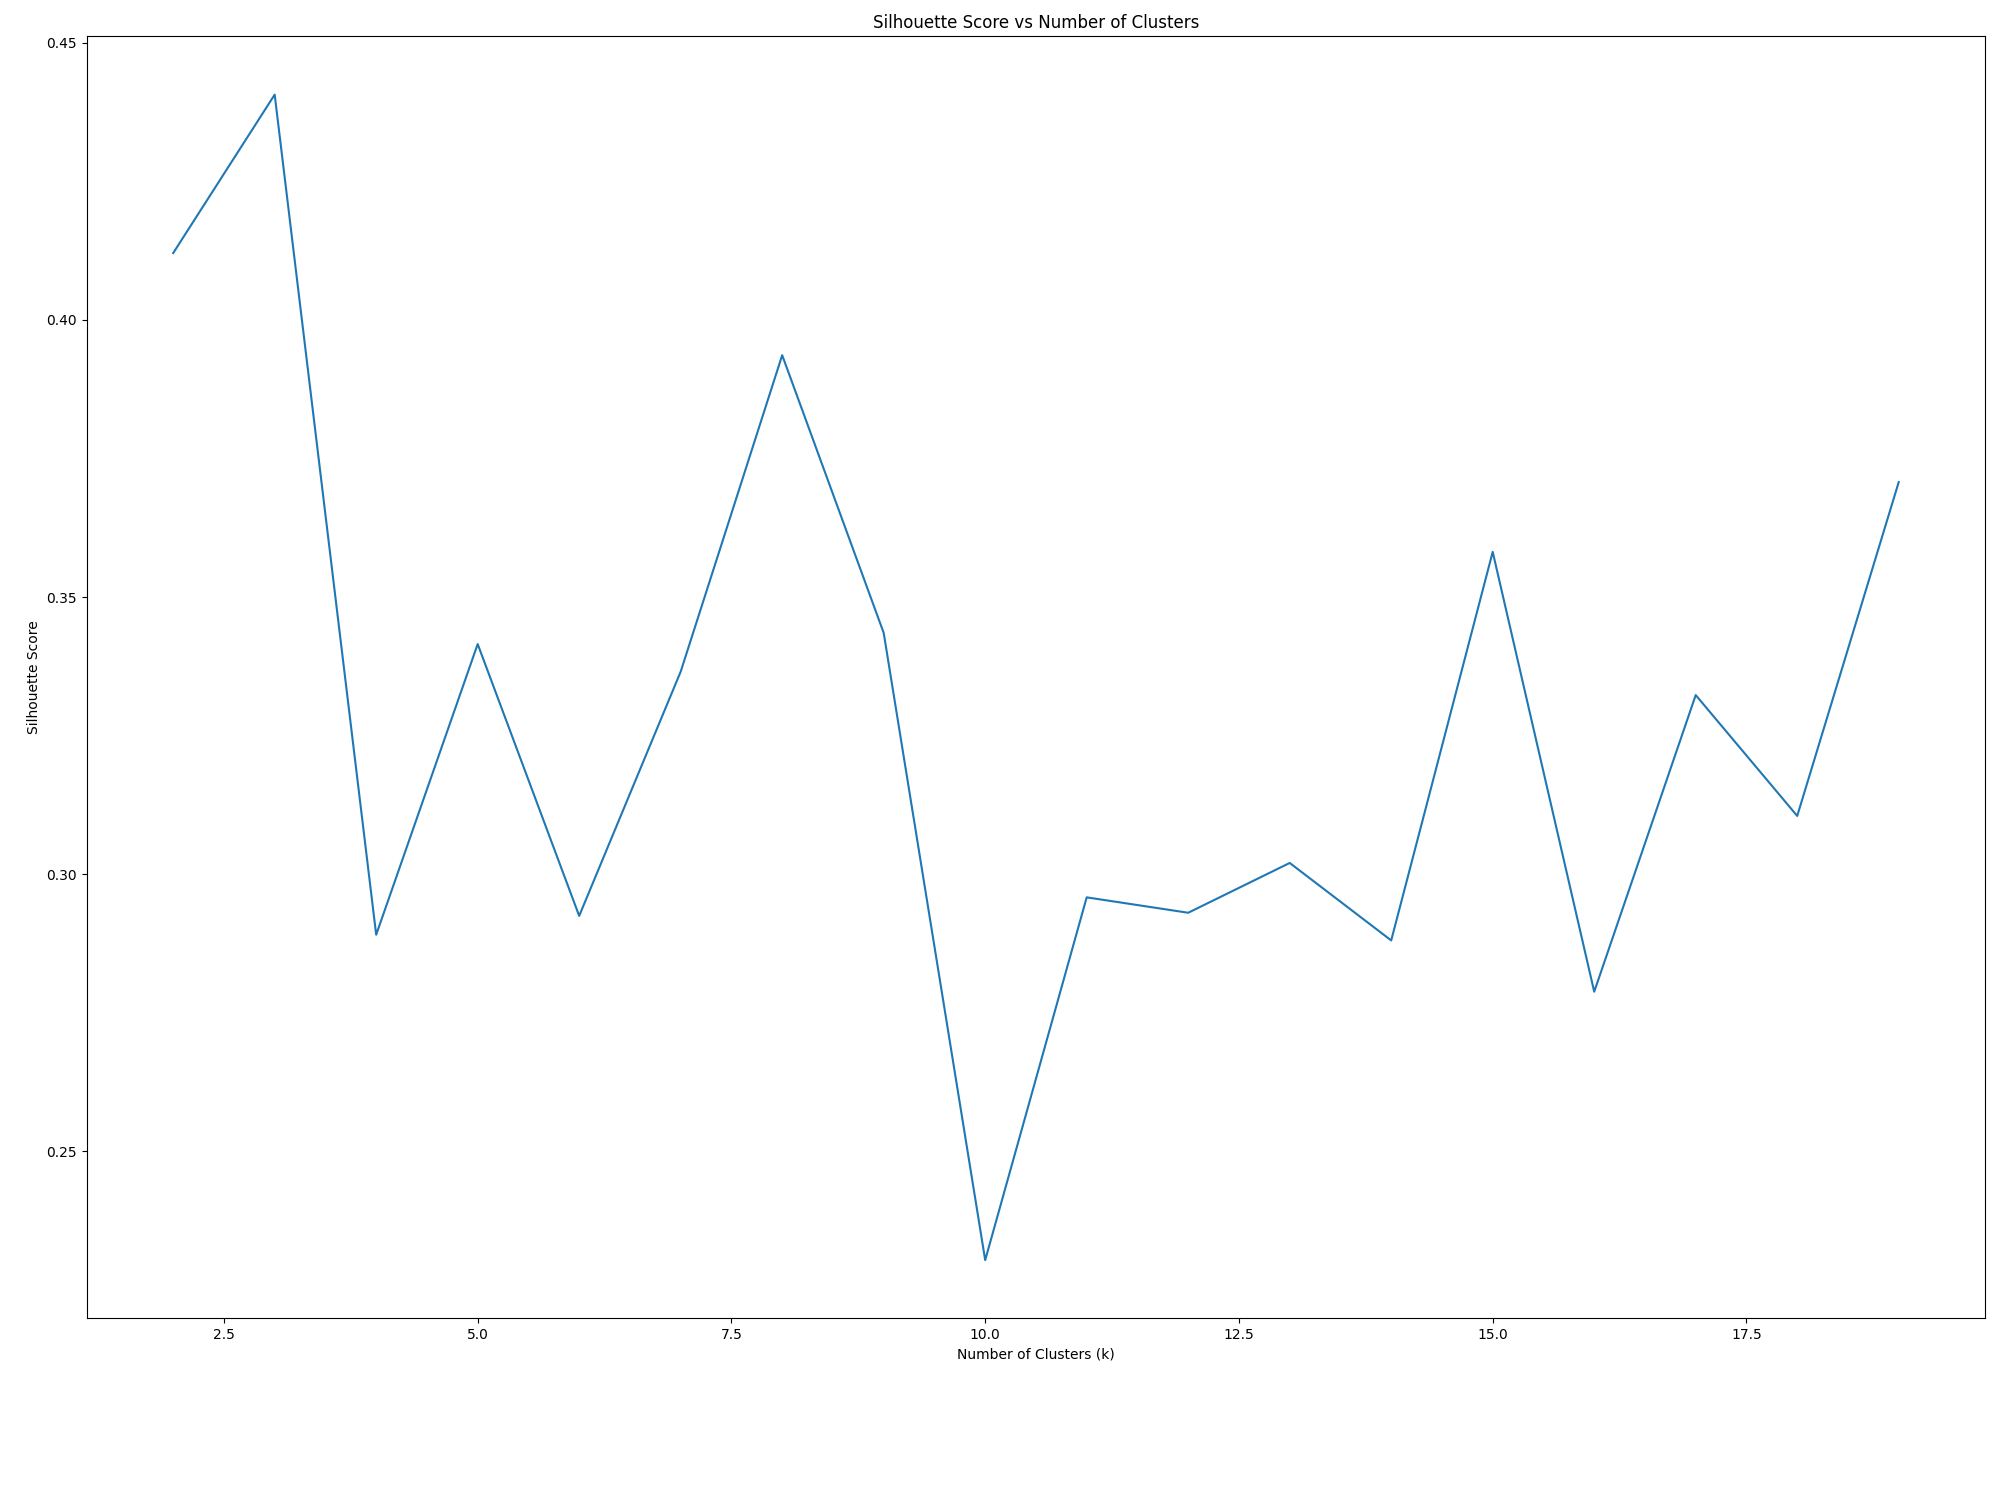 Silhouette Score vs Number of Clusters
0.45
0.40
0.35
0.30
0.25
Silhouette Score
2.5 5.0 7.5 10.0 12.5 15.0 17.5
Number of Clusters (k)